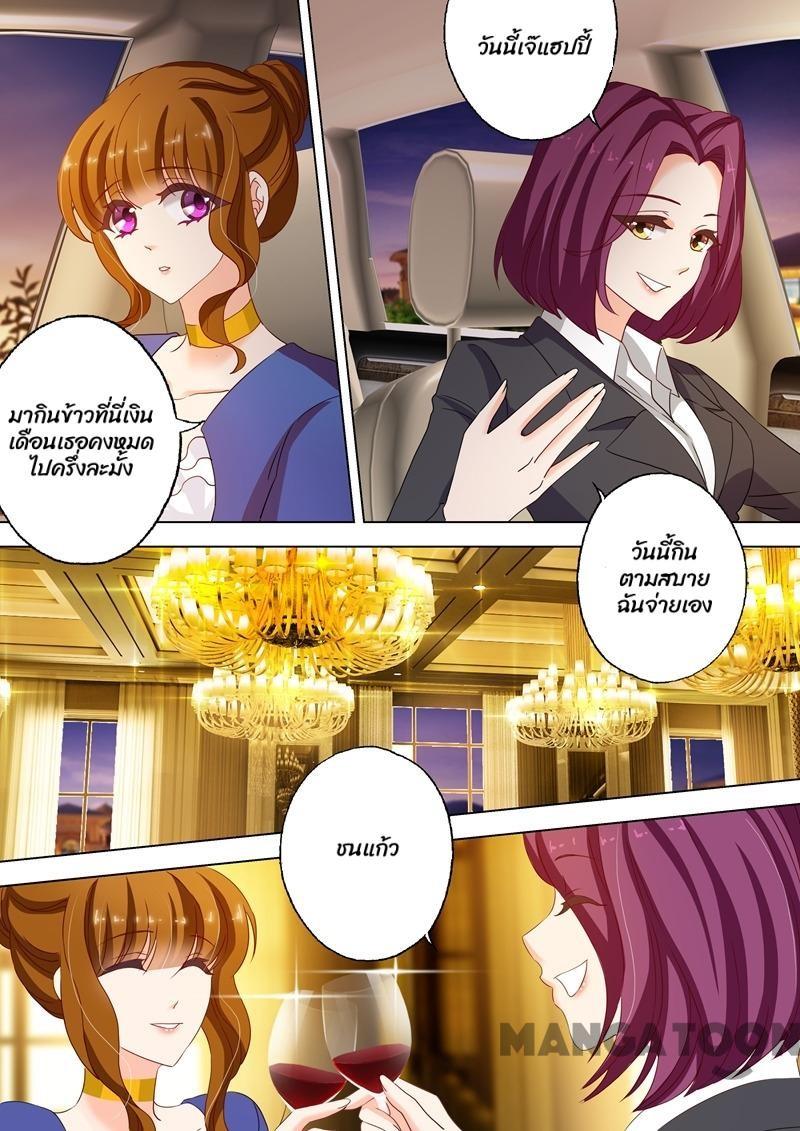 วันนี้เจ๊แฮปปี้
มากินข้าวที่นี่เงิน
เดือนเธอคงหมด
ไปครึ่งละมั้ง
วันนี้กิน
ตามสบาย
ฉันจ่ายเอง
ชนแก้ว
MANGATOON